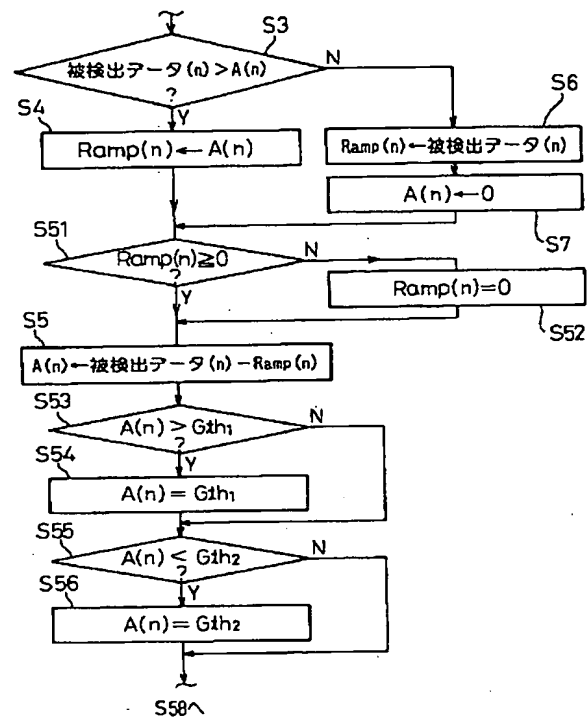 S3
被検出データ(n)>A(n)
?
N
Y
S4
Ramp(n)←A(n)
S6
Ramp(n)←被検出データ(n)
A(n)←0
S7
S51
Ramp(n)≧0
?
N
Y
Ramp(n)=0
S52
S5
A(n)←被検出データ(n)-Ramp(n)
S53
A(n)>Gth₁
?
N
Y
S54
A(n)=Gth₁
S55
A(n)<Gth₂
?
N
Y
S56
A(n)=Gth₂
S58へ